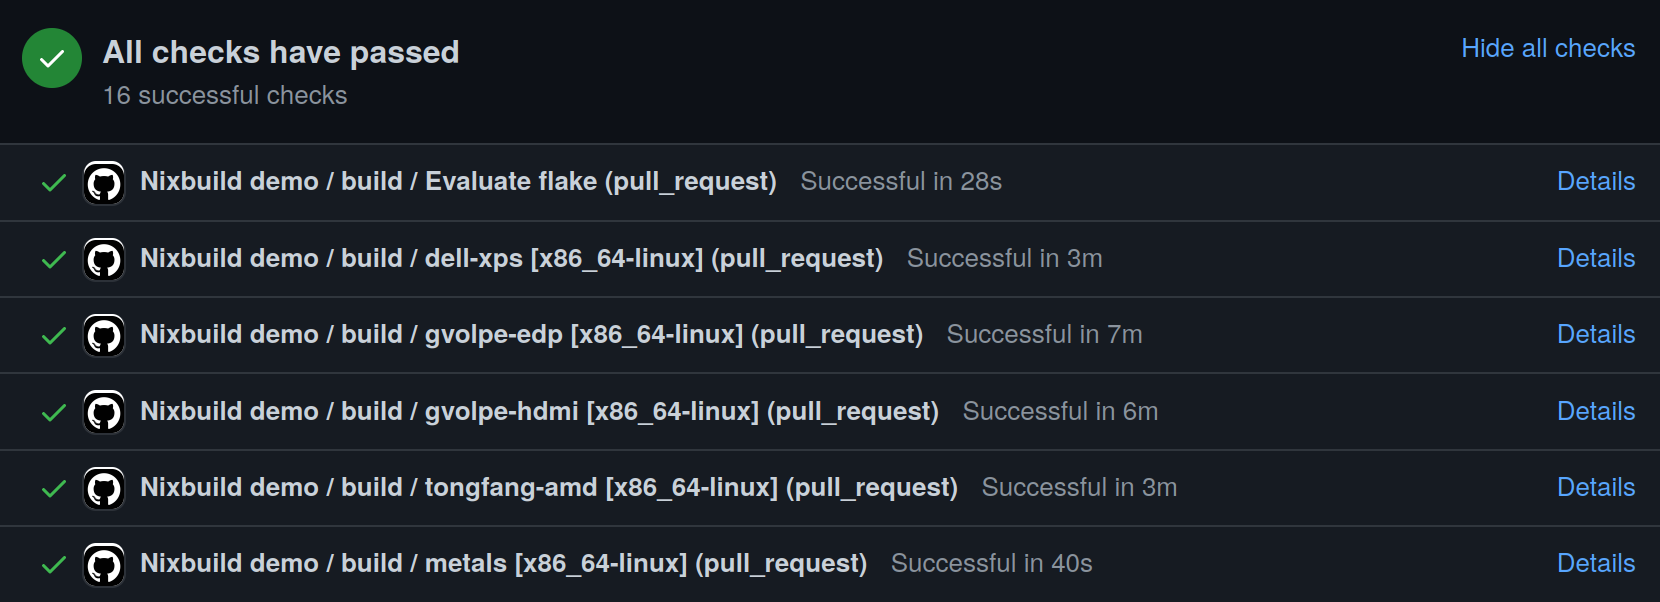 All checks have passed
Hide all checks
16 successful checks
Nixbuild demo / build / Evaluate flake (pull_request) Successful in 28s Details
Nixbuild demo / build / dell-xps [x86_64-linux] (pull_request) Successful in 3m Details
Nixbuild demo / build / gvolpe-edp [x86_64-linux] (pull_request) Successful in 7m Details
Nixbuild demo / build / gvolpe-hdmi [x86_64-linux] (pull_request) Successful in 6m Details
Nixbuild demo / build / tongfang-amd [x86_64-linux] (pull_request) Successful in 3m Details
Nixbuild demo / build / metals [x86_64-linux] (pull_request) Successful in 40s Details